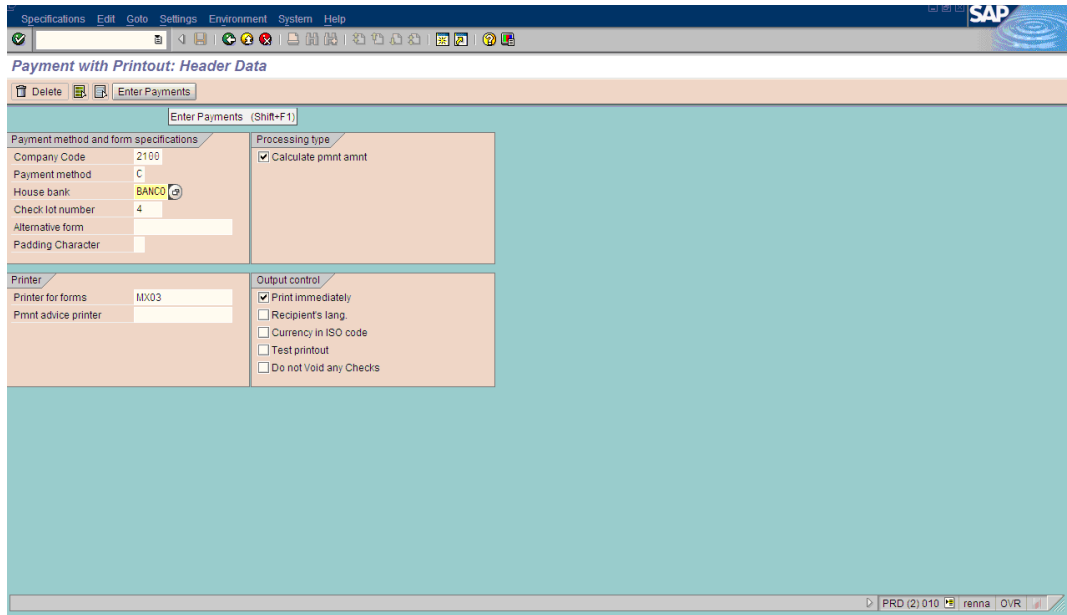 Specifications Edit Goto Settings Environment System Help
SAP
Payment with Printout: Header Data
Delete Enter Payments
Enter Payments (Shift+F1)
Payment method and form specifications Processing type
Company Code 2100 Calculate pmnt amnt
Payment method C
House bank BANCO
Check lot number 4
Alternative form
Padding Character
Printer Output control
Printer for forms MX03 Print immediately
Pmnt advice printer Recipient's lang.
Currency in ISO code
Test printout
Do not Void any Checks
PRD (2) 010 renna OVR